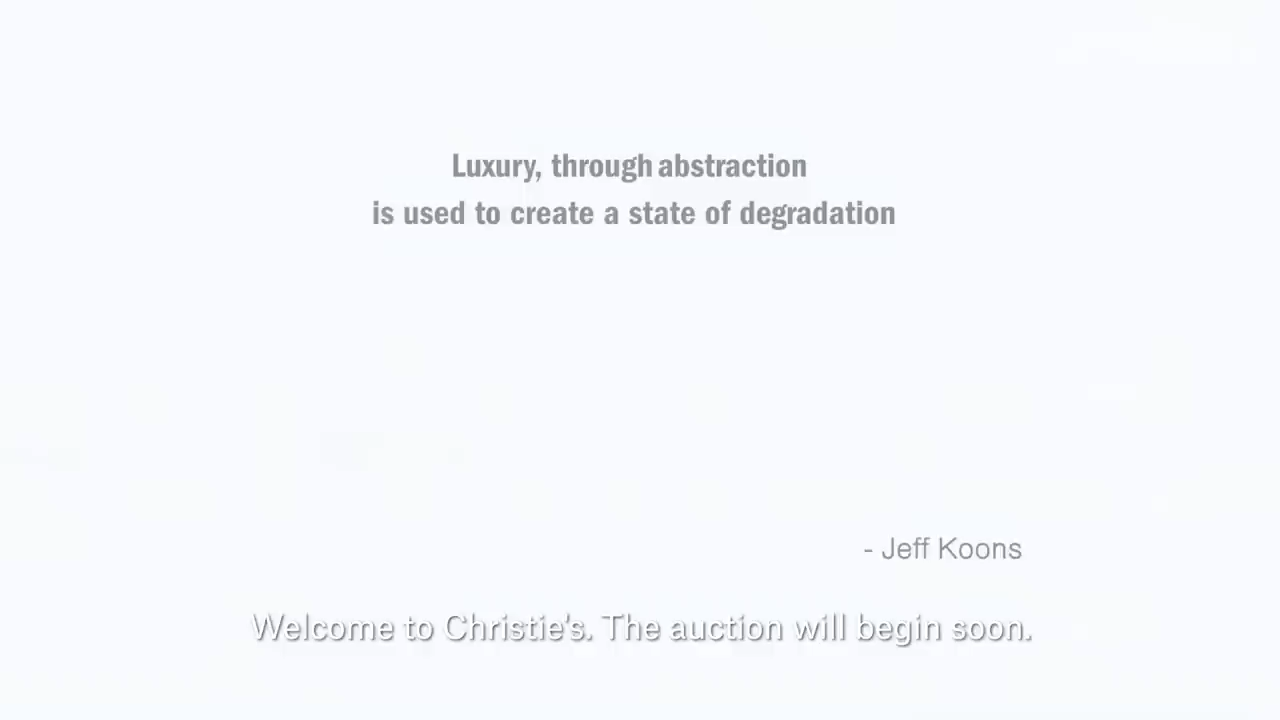 Luxury, through abstraction
is used to create a state of degradation
- Jeff Koons
Welcome to Christie's. The auction will begin soon.